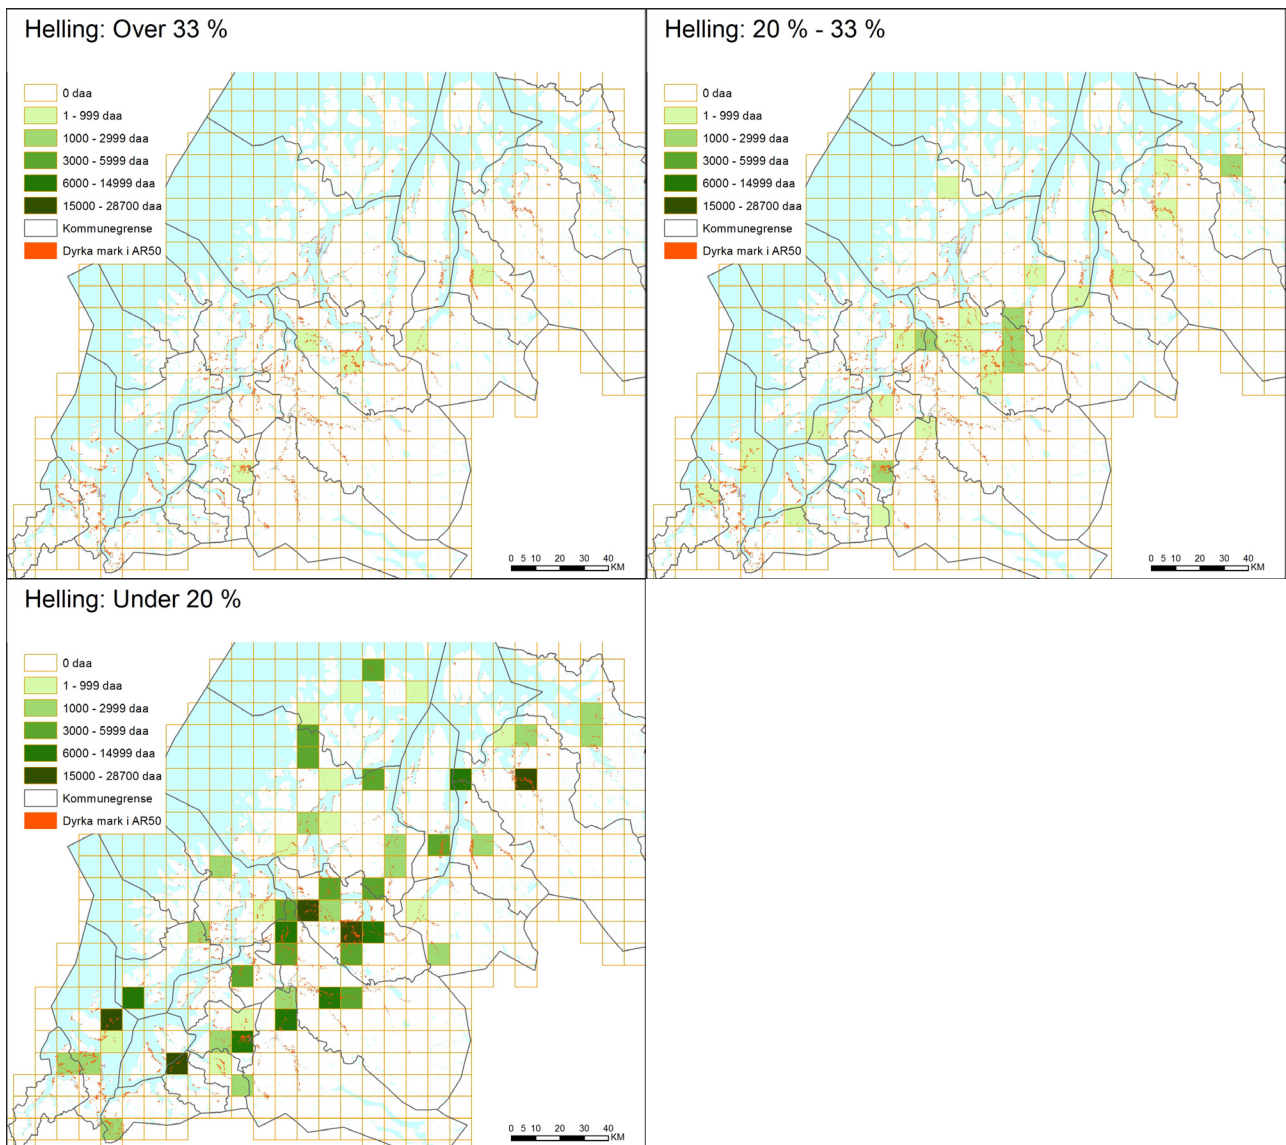 Helling: Over 33 %
0 daa
1 - 999 daa
1000 - 2999 daa
3000 - 5999 daa
6000 - 14999 daa
15000 - 28700 daa
Kommunegrense
Dyrka mark i AR50
0 5 10 20 30 40
KM
Helling: 20 % - 33 %
0 daa
1 - 999 daa
1000 - 2999 daa
3000 - 5999 daa
6000 - 14999 daa
15000 - 28700 daa
Kommunegrense
Dyrka mark i AR50
0 5 10 20 30 40
KM
Helling: Under 20 %
0 daa
1 - 999 daa
1000 - 2999 daa
3000 - 5999 daa
6000 - 14999 daa
15000 - 28700 daa
Kommunegrense
Dyrka mark i AR50
0 5 10 20 30 40
KM